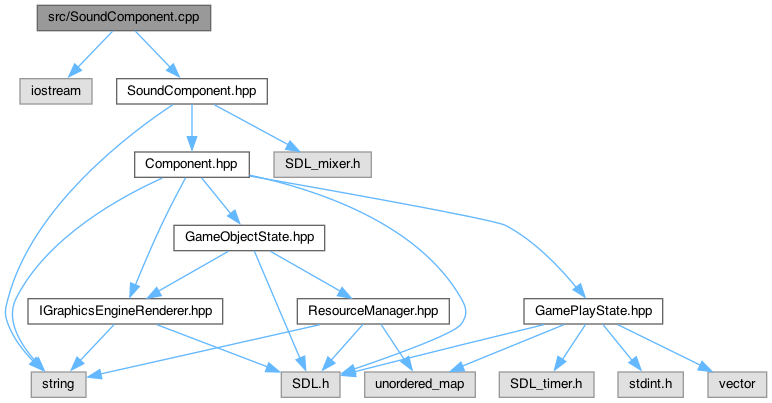 src/SoundComponent.cpp
iostream
SoundComponent.hpp
Component.hpp
SDL_mixer.h
GameObjectState.hpp
IGraphicsEngineRenderer.hpp
ResourceManager.hpp
GamePlayState.hpp
string
SDL.h
unordered_map
SDL_timer.h
stdint.h
vector